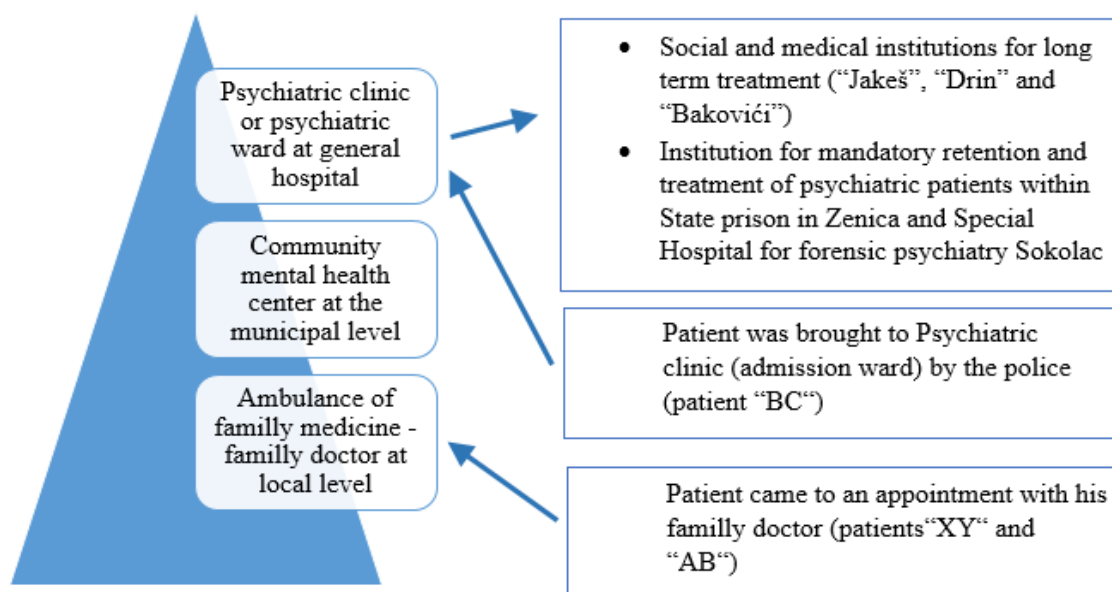 Psychiatric clinic
or psychiatric
ward at general
hospital
Community
mental health
center at the
municipal level
Ambulance of
familly medicine -
familly doctor at
local level
• Social and medical institutions for long
term treatment (“Jakeš”, “Drin” and
“Bakovići”)
• Institution for mandatory retention and
treatment of psychiatric patients within
State prison in Zenica and Special
Hospital for forensic psychiatry Sokolac
Patient was brought to Psychiatric
clinic (admission ward) by the police
(patient “BC“)
Patient came to an appointment with his
familly doctor (patients“XY“ and
“AB“)